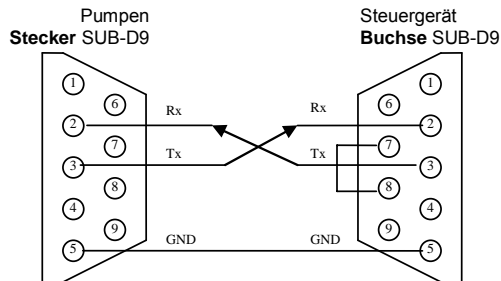 Pumpen
Stecker SUB-D9
Steuergerät
Buchse SUB-D9
1
6
2
7
3
8
4
9
5
Rx
Rx
Tx
Tx
GND
GND
1
6
2
7
3
8
4
9
5